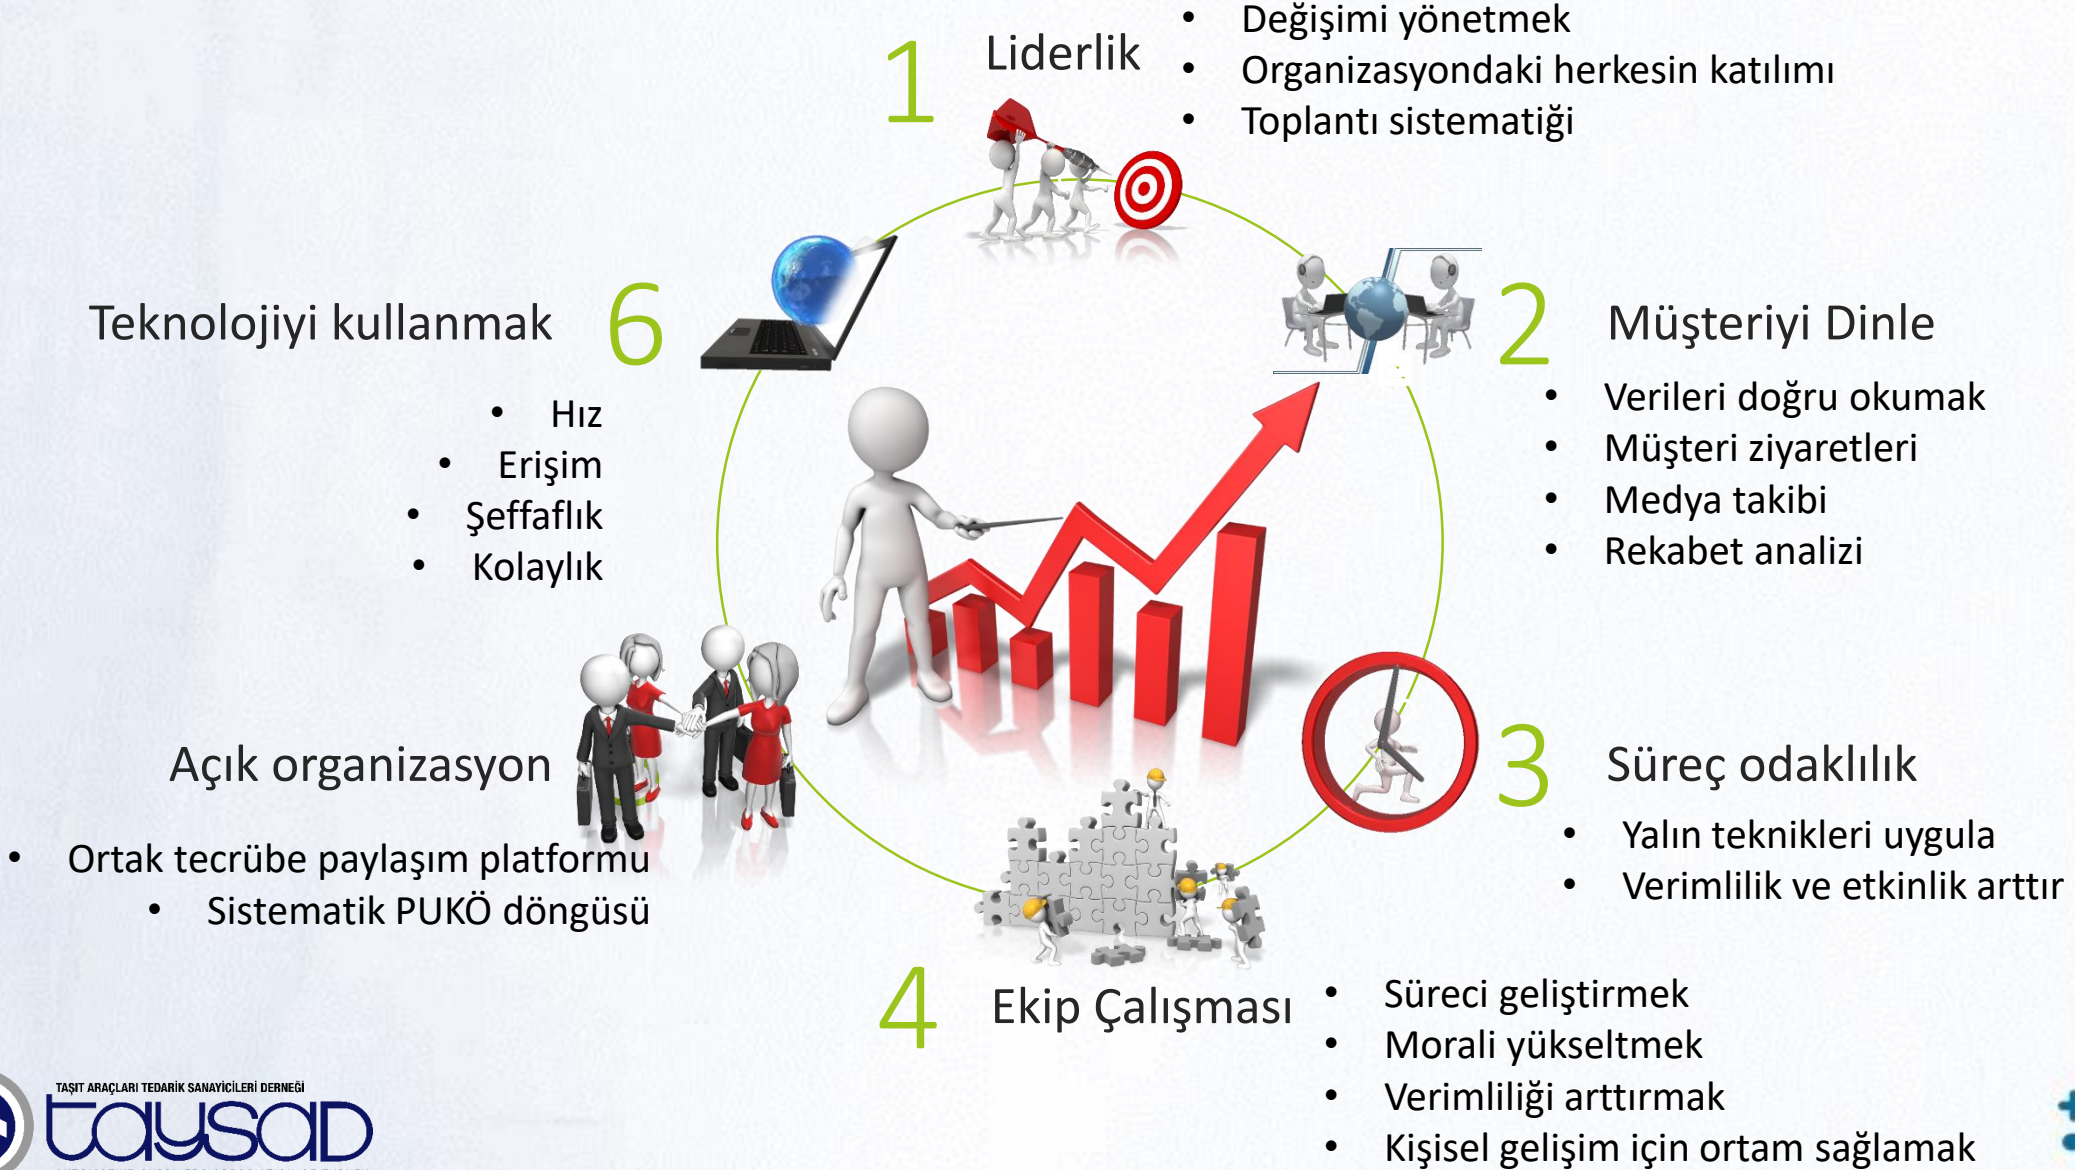 1
Liderlik
• Değişimi yönetmek
• Organizasyondaki herkesin katılımı
• Toplantı sistematiği
2
Müşteriyi Dinle
• Verileri doğru okumak
• Müşteri ziyaretleri
• Medya takibi
• Rekabet analizi
3
Süreç odaklılık
• Yalın teknikleri uygula
• Verimlilik ve etkinlik arttır
4
Ekip Çalışması
• Süreci geliştirmek
• Morali yükseltmek
• Verimliliği arttırmak
• Kişisel gelişim için ortam sağlamak
Açık organizasyon
• Ortak tecrübe paylaşım platformu
• Sistematik PUKÖ döngüsü
6
Teknolojiyi kullanmak
• Hız
• Erişim
• Şeffaflık
• Kolaylık
TAŞIT ARAÇLARI TEDARİK SANAYİCİLERİ DERNEĞİ
taysad